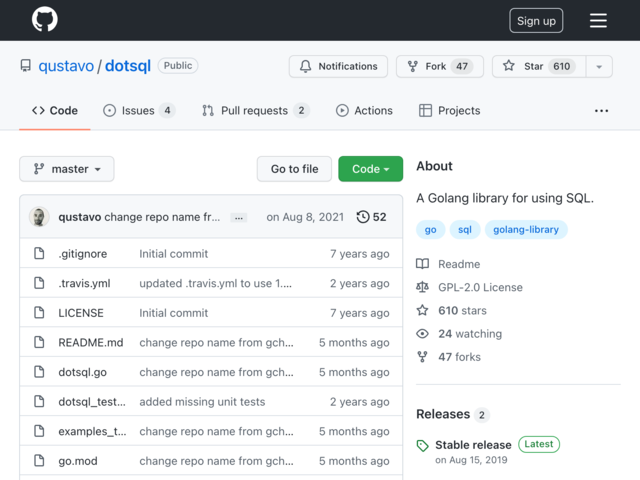 Sign up
qustavo / dotsql Public
Notifications Fork 47 Star 610
Code Issues 4 Pull requests 2 Actions Projects ...
master Go to file Code
qustavo change repo name fr... ... on Aug 8, 2021 52
.gitignore Initial commit 7 years ago
.travis.yml updated .travis.yml to use 1.... 2 years ago
LICENSE Initial commit 7 years ago
README.md change repo name from gch... 5 months ago
dotsql.go change repo name from gch... 5 months ago
dotsql_test... added missing unit tests 2 years ago
examples_t... change repo name from gch... 5 months ago
go.mod change repo name from gch... 5 months ago
About
A Golang library for using SQL.
go sql golang-library
Readme
GPL-2.0 License
610 stars
24 watching
47 forks
Releases 2
Stable release Latest
on Aug 15, 2019